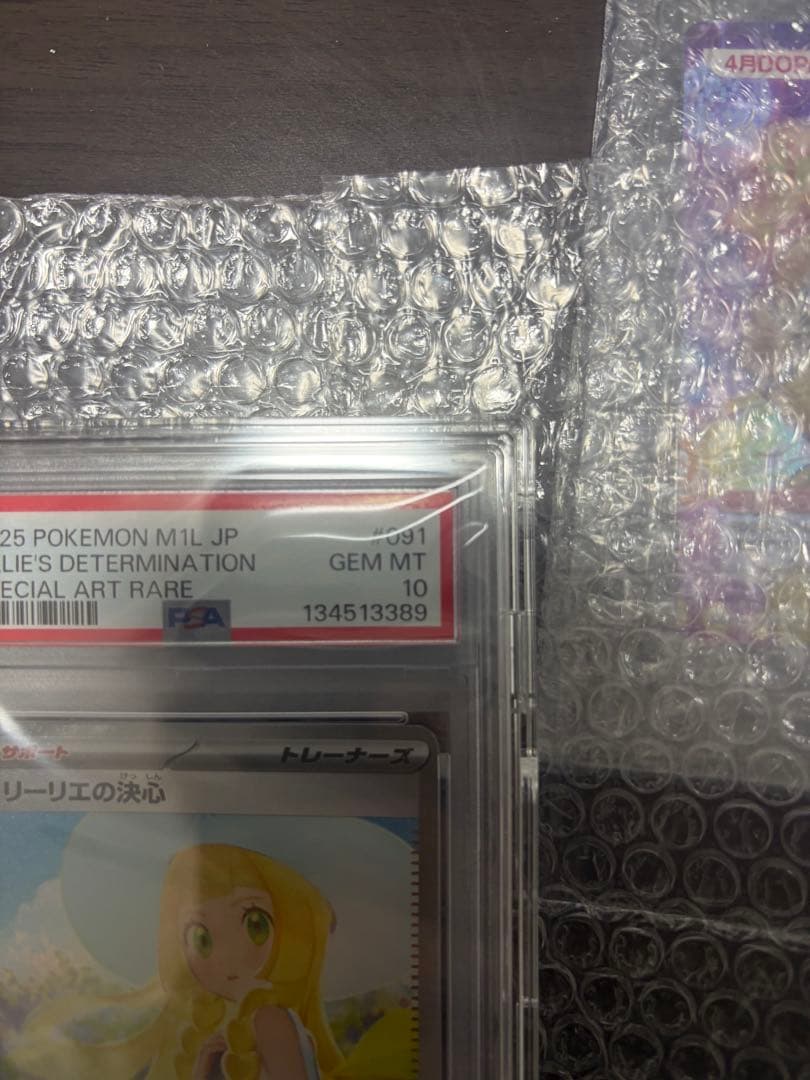 4月DOP
25 POKEMON M1L JP #091
LIE'S DETERMINATION GEM MT
ECIAL ART RARE 10
PSA 134513389
サポート トレーナーズ
けっ しん
リーリエの決心